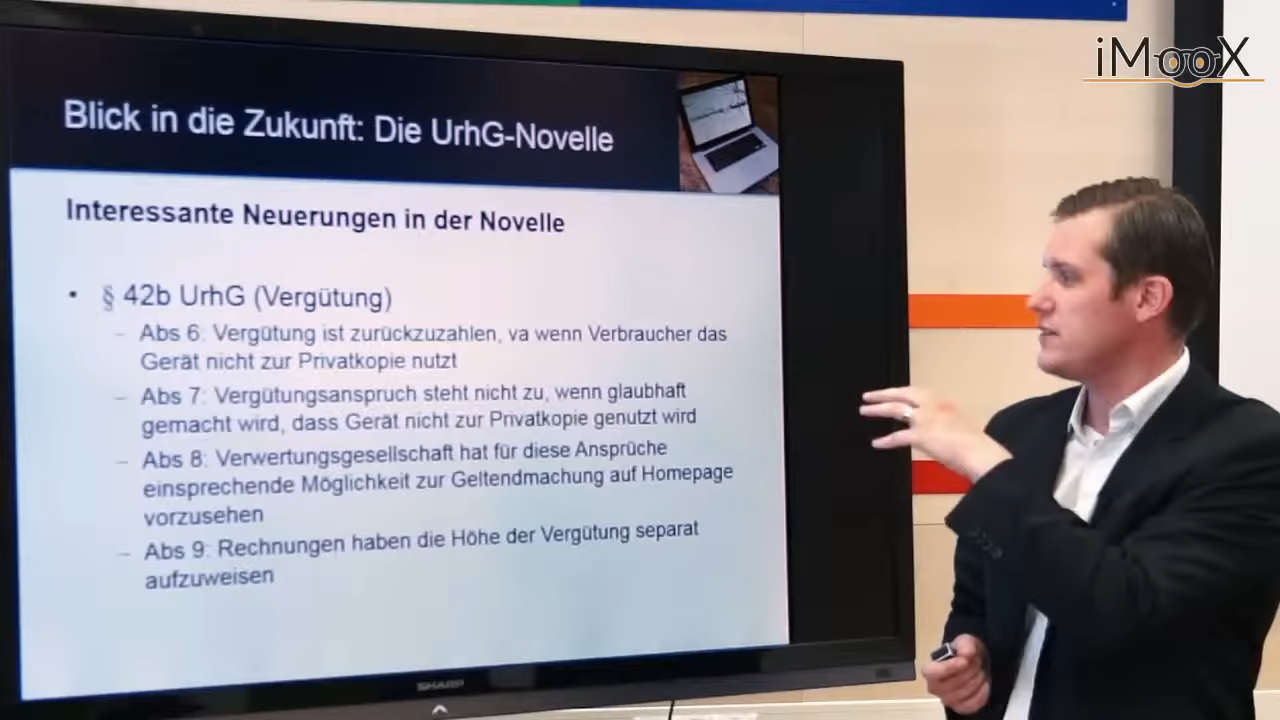 iMooX
Blick in die Zukunft: Die UrhG-Novelle
Interessante Neuerungen in der Novelle
• § 42b UrhG (Vergütung)
– Abs 6: Vergütung ist zurückzuzahlen, va wenn Verbraucher das
Gerät nicht zur Privatkopie nutzt
– Abs 7: Vergütungsanspruch steht nicht zu, wenn glaubhaft
gemacht wird, dass Gerät nicht zur Privatkopie genutzt wird
– Abs 8: Verwertungsgesellschaft hat für diese Ansprüche
einsprechende Möglichkeit zur Geltendmachung auf Homepage
vorzusehen
– Abs 9: Rechnungen haben die Höhe der Vergütung separat
aufzuweisen
SHARP